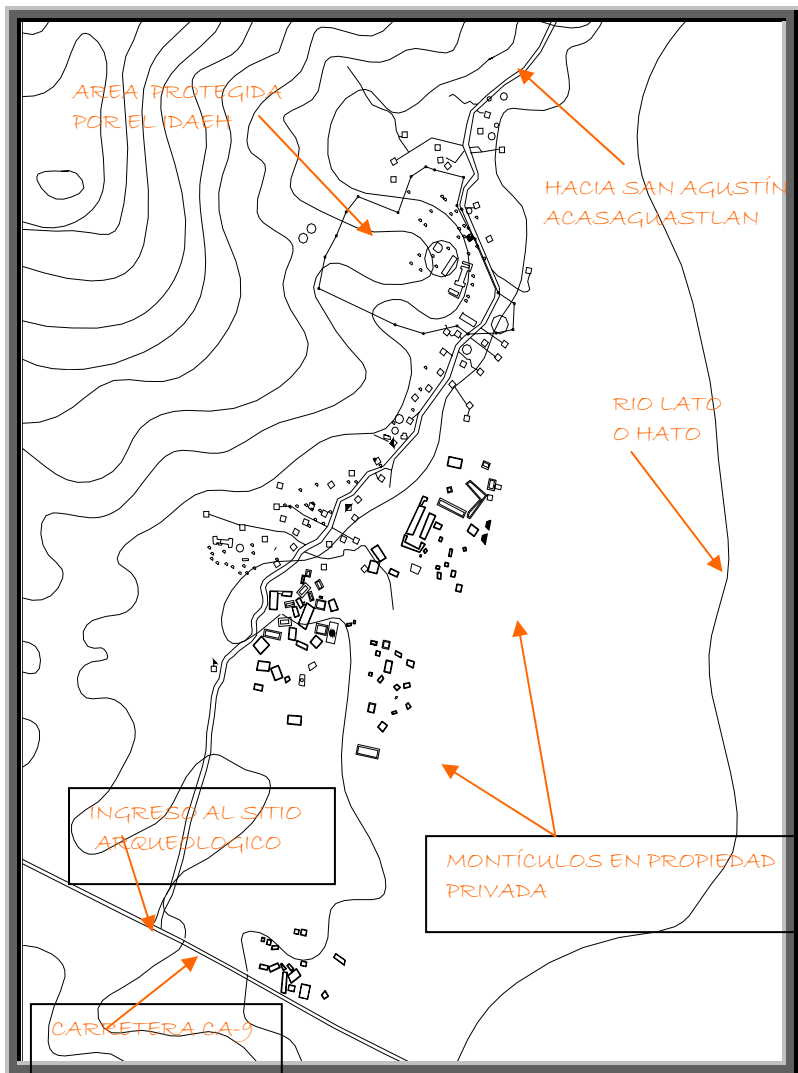 AREA PROTEGIDA
POR EL IDAEH
HACIA SAN AGUSTÍN
ACASAGUASTLAN
RIO LATO
O HATO
INGRESO AL SITIO
ARQUEOLOGICO
MONTÍCULOS EN PROPIEDAD
PRIVADA
CARRETERA CA-9